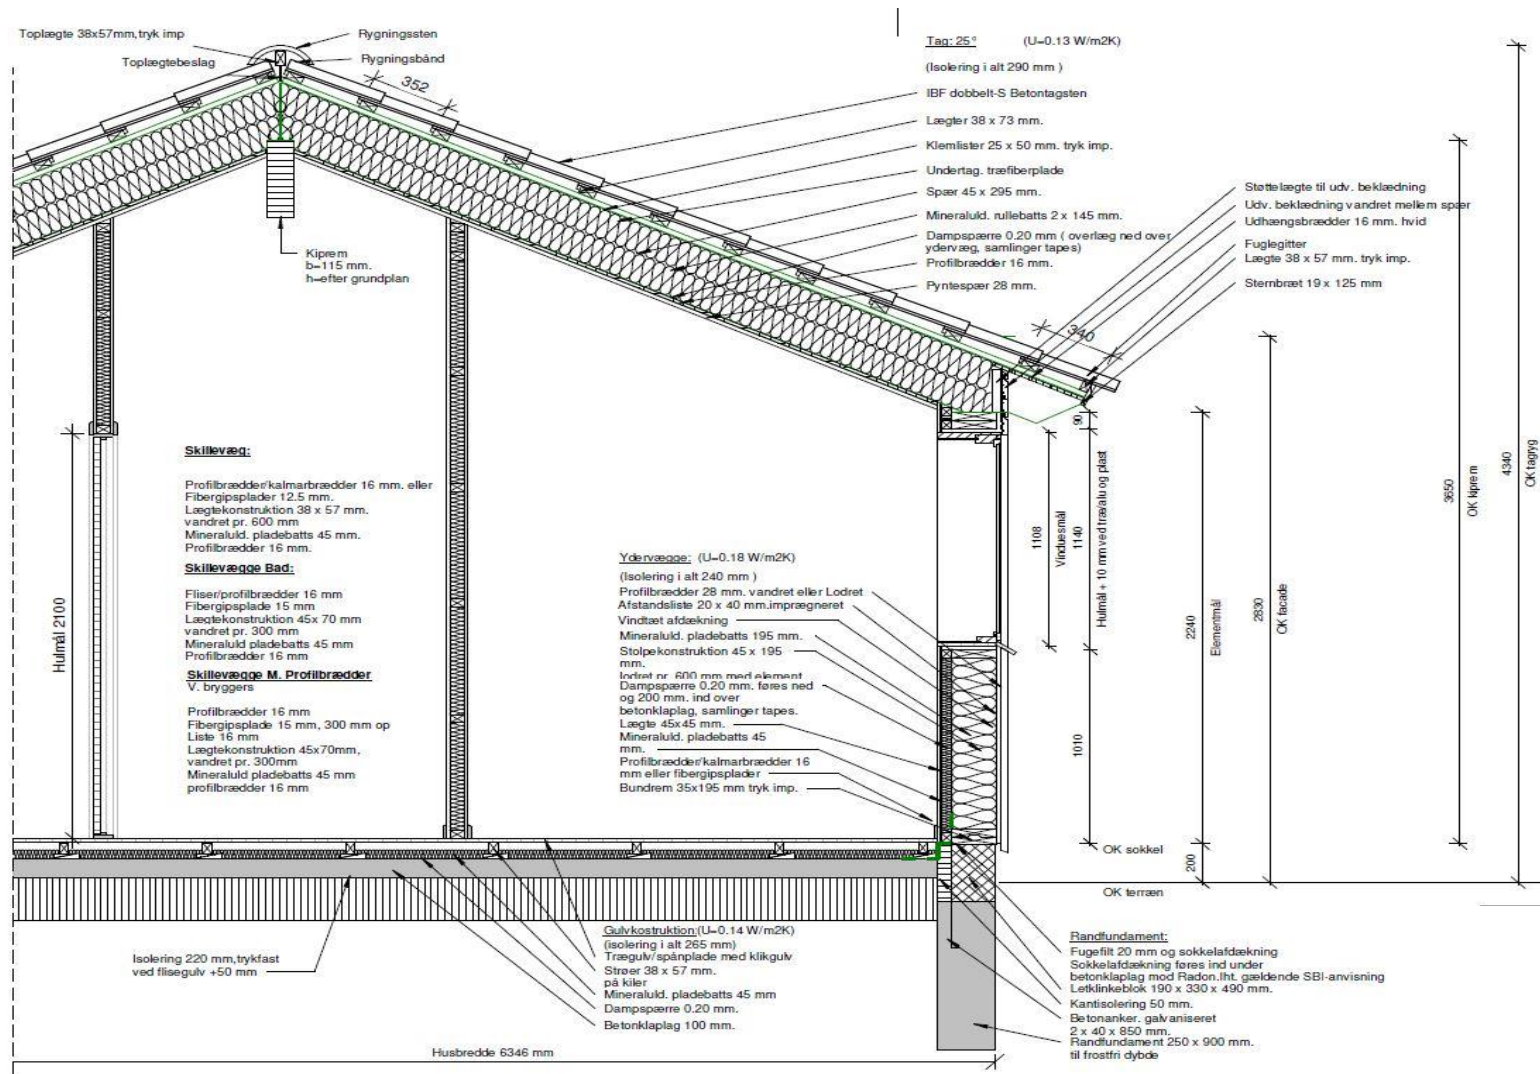 Toplægte 38x57mm,tryk imp
Toplægtebeslag
Rygningssten
Rygningsbånd
352
Kiprem
b=115 mm.
h=efter grundplan
Tag: 25° (U=0.13 W/m2K)
(Isolering i alt 290 mm )
IBF dobbelt-S Betontagsten
Lægter 38 x 73 mm.
Klemlister 25 x 50 mm. tryk imp.
Undertag. træfiberplade
Spær 45 x 295 mm.
Mineraluld. rullebatts 2 x 145 mm.
Dampspærre 0.20 mm ( overlæg ned over
ydervæg, samlinger tapes)
Profilbrædder 16 mm.
Pyntespær 28 mm.
340
Støttelægte til udv. beklædning
Udv. beklædning vandret mellem spær
Udhængsbrædder 16 mm. hvid
Fuglegitter
Lægte 38 x 57 mm. tryk imp.
Sternbræt 19 x 125 mm
Hulmål 2100
Skillevæg:
Profilbrædder/kalmarbrædder 16 mm. eller
Fibergipsplader 12.5 mm.
Lægtekonstruktion 38 x 57 mm.
vandret pr. 600 mm
Mineraluld. pladebatts 45 mm.
Profilbrædder 16 mm.
Skillevægge Bad:
Fliser/profilbrædder 16 mm
Fibergipsplade 15 mm
Lægtekonstruktion 45x 70 mm
vandret pr. 300 mm
Mineraluld pladebatts 45 mm
Profilbrædder 16 mm
Skillevægge M. Profilbrædder
V. bryggers
Profilbrædder 16 mm
Fibergipsplade 15 mm, 300 mm op
Liste 16 mm
Lægtekonstruktion 45x70mm,
vandret pr. 300mm
Mineraluld pladebatts 45 mm
profilbrædder 16 mm
Ydervægge: (U=0.18 W/m2K)
(Isolering i alt 240 mm )
Profilbrædder 28 mm. vandret eller Lodret
Afstandsliste 20 x 40 mm.imprægneret
Vindtæt afdækning
Mineraluld. pladebatts 195 mm.
Stolpekonstruktion 45 x 195
mm.
lodret pr. 600 mm med element
Dampspærre 0.20 mm. føres ned
og 200 mm. ind over
betonklaplag, samlinger tapes.
Lægte 45x45 mm.
Mineraluld. pladebatts 45
mm.
Profilbrædder/kalmarbrædder 16
mm eller fibergipsplader
Bundrem 35x195 mm tryk imp.
90
1108
Vinduesmål
1140
Hulmål + 10 mm ved træ/alu og plast
1010
2240
Elementmål
200
2830
OK facade
3650
OK kiprem
4340
OK tagryg
OK sokkel
OK terræn
Isolering 220 mm,trykfast
ved flisegulv +50 mm
Gulvkostruktion:(U=0.14 W/m2K)
(isolering i alt 265 mm)
Trægulv/spånplade med klikgulv
Strøer 38 x 57 mm.
på kiler
Mineraluld. pladebatts 45 mm
Dampspærre 0.20 mm.
Betonklaplag 100 mm.
Randfundament:
Fugefilt 20 mm og sokkelafdækning
Sokkelafdækning føres ind under
betonklaplag mod Radon.Iht. gældende SBI-anvisning
Letklinkeblok 190 x 330 x 490 mm.
Kantisolering 50 mm.
Betonanker. galvaniseret
2 x 40 x 850 mm.
Randfundament 250 x 900 mm.
til frostfri dybde
Husbredde 6346 mm